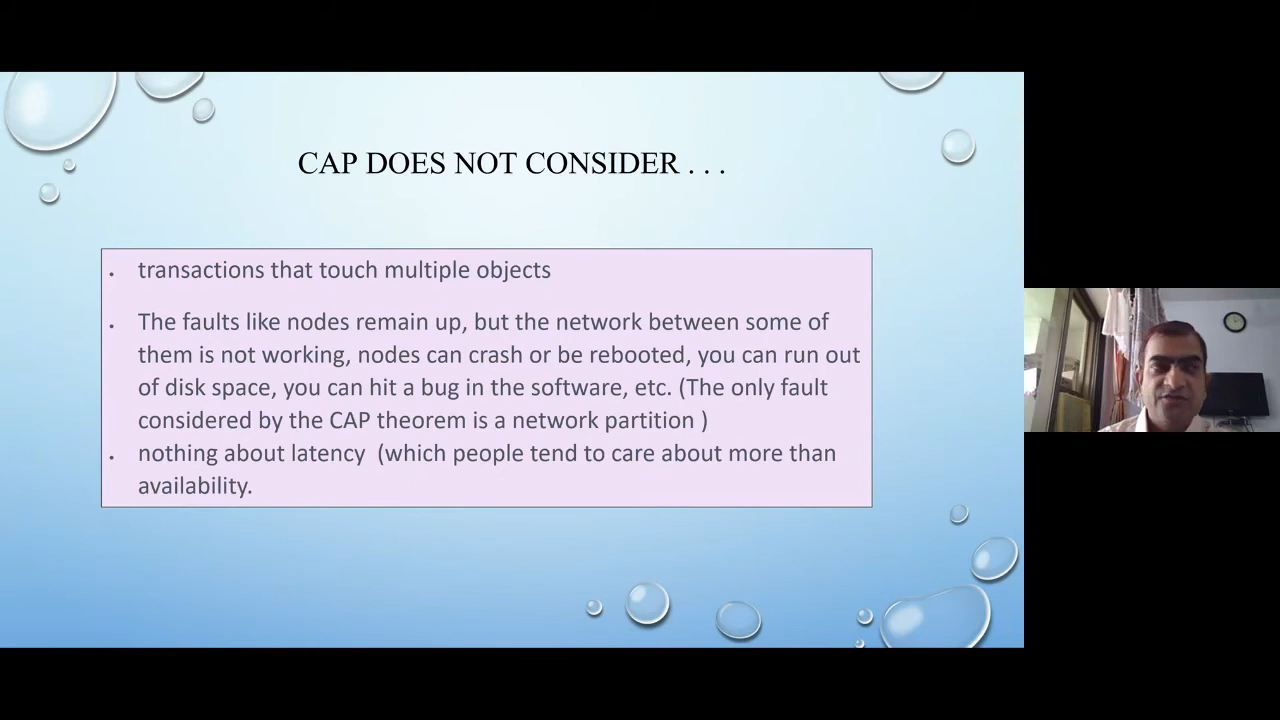 CAP DOES NOT CONSIDER . . .
• transactions that touch multiple objects
• The faults like nodes remain up, but the network between some of
them is not working, nodes can crash or be rebooted, you can run out
of disk space, you can hit a bug in the software, etc. (The only fault
considered by the CAP theorem is a network partition )
• nothing about latency  (which people tend to care about more than
availability.